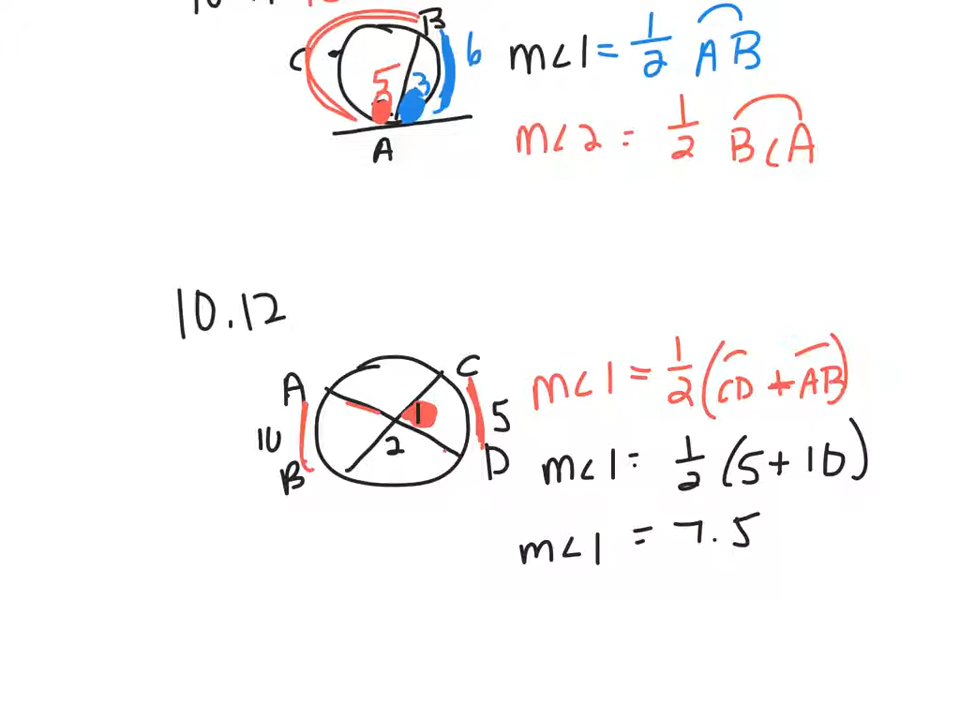 B
C
6
5
3
A
m<1 = 1/2 AB
m<2 = 1/2 BCA
10.12
A
C
10
1
5
2
B
D
m<1 = 1/2 (CD + AB)
m<1 = 1/2 (5 + 10)
m<1 = 7.5